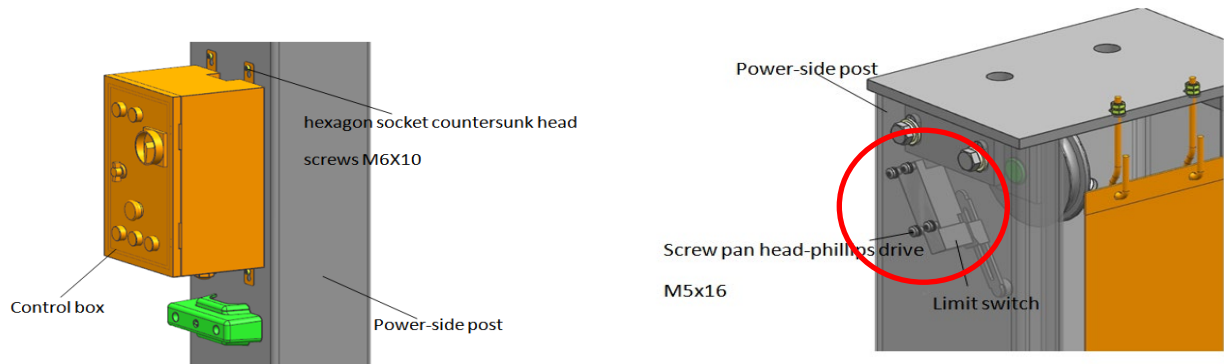 hexagon socket countersunk head
screws M6X10
Control box
Power-side post
Power-side post
Screw pan head-phillips drive
M5x16
Limit switch